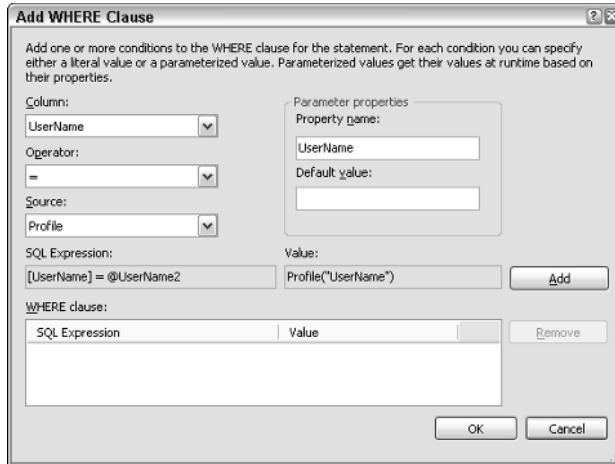 Add WHERE Clause
Add one or more conditions to the WHERE clause for the statement. For each condition you can specify
either a literal value or a parameterized value. Parameterized values get their values at runtime based on
their properties.
Column:
UserName
Operator:
=
Source:
Profile
Parameter properties
Property name:
UserName
Default value:
SQL Expression:
[UserName] = @UserName2
Value:
Profile("UserName")
Add
WHERE clause:
SQL Expression Value
Remove
OK Cancel